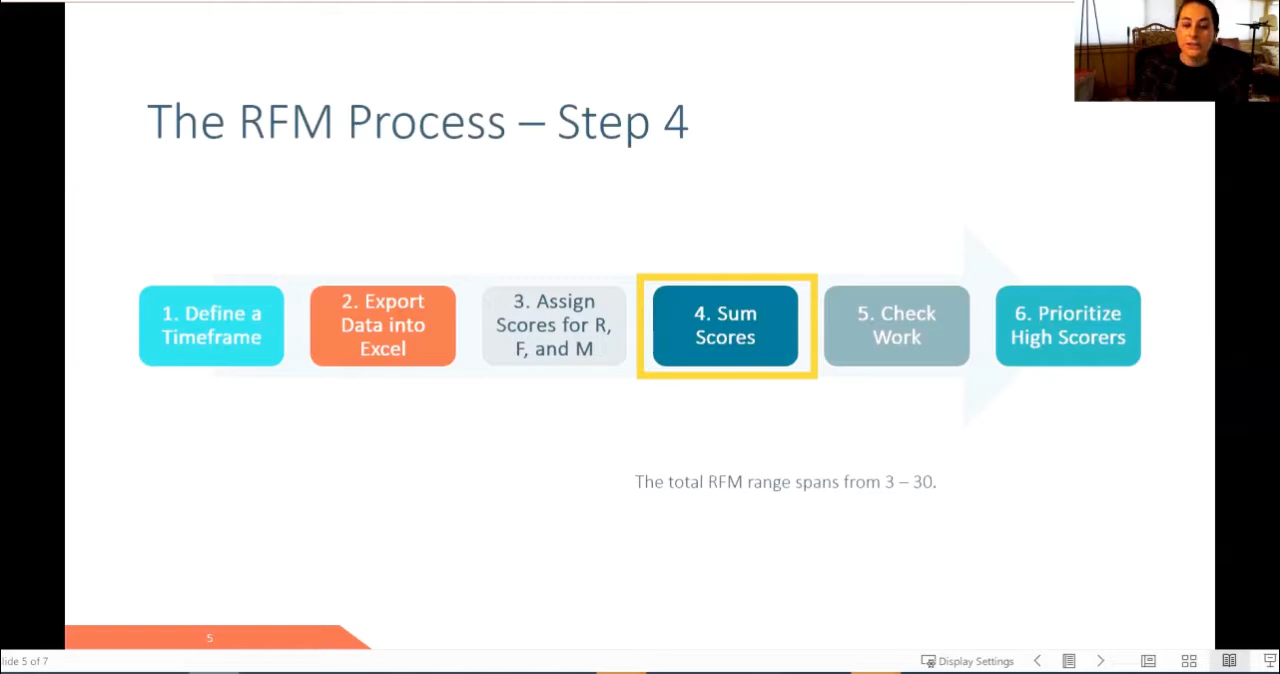 The RFM Process – Step 4
1. Define a
Timeframe
2. Export
Data into
Excel
3. Assign
Scores for R,
F, and M
4. Sum
Scores
5. Check
Work
6. Prioritize
High Scorers
The total RFM range spans from 3 – 30.
5
lide 5 of 7
Display Settings